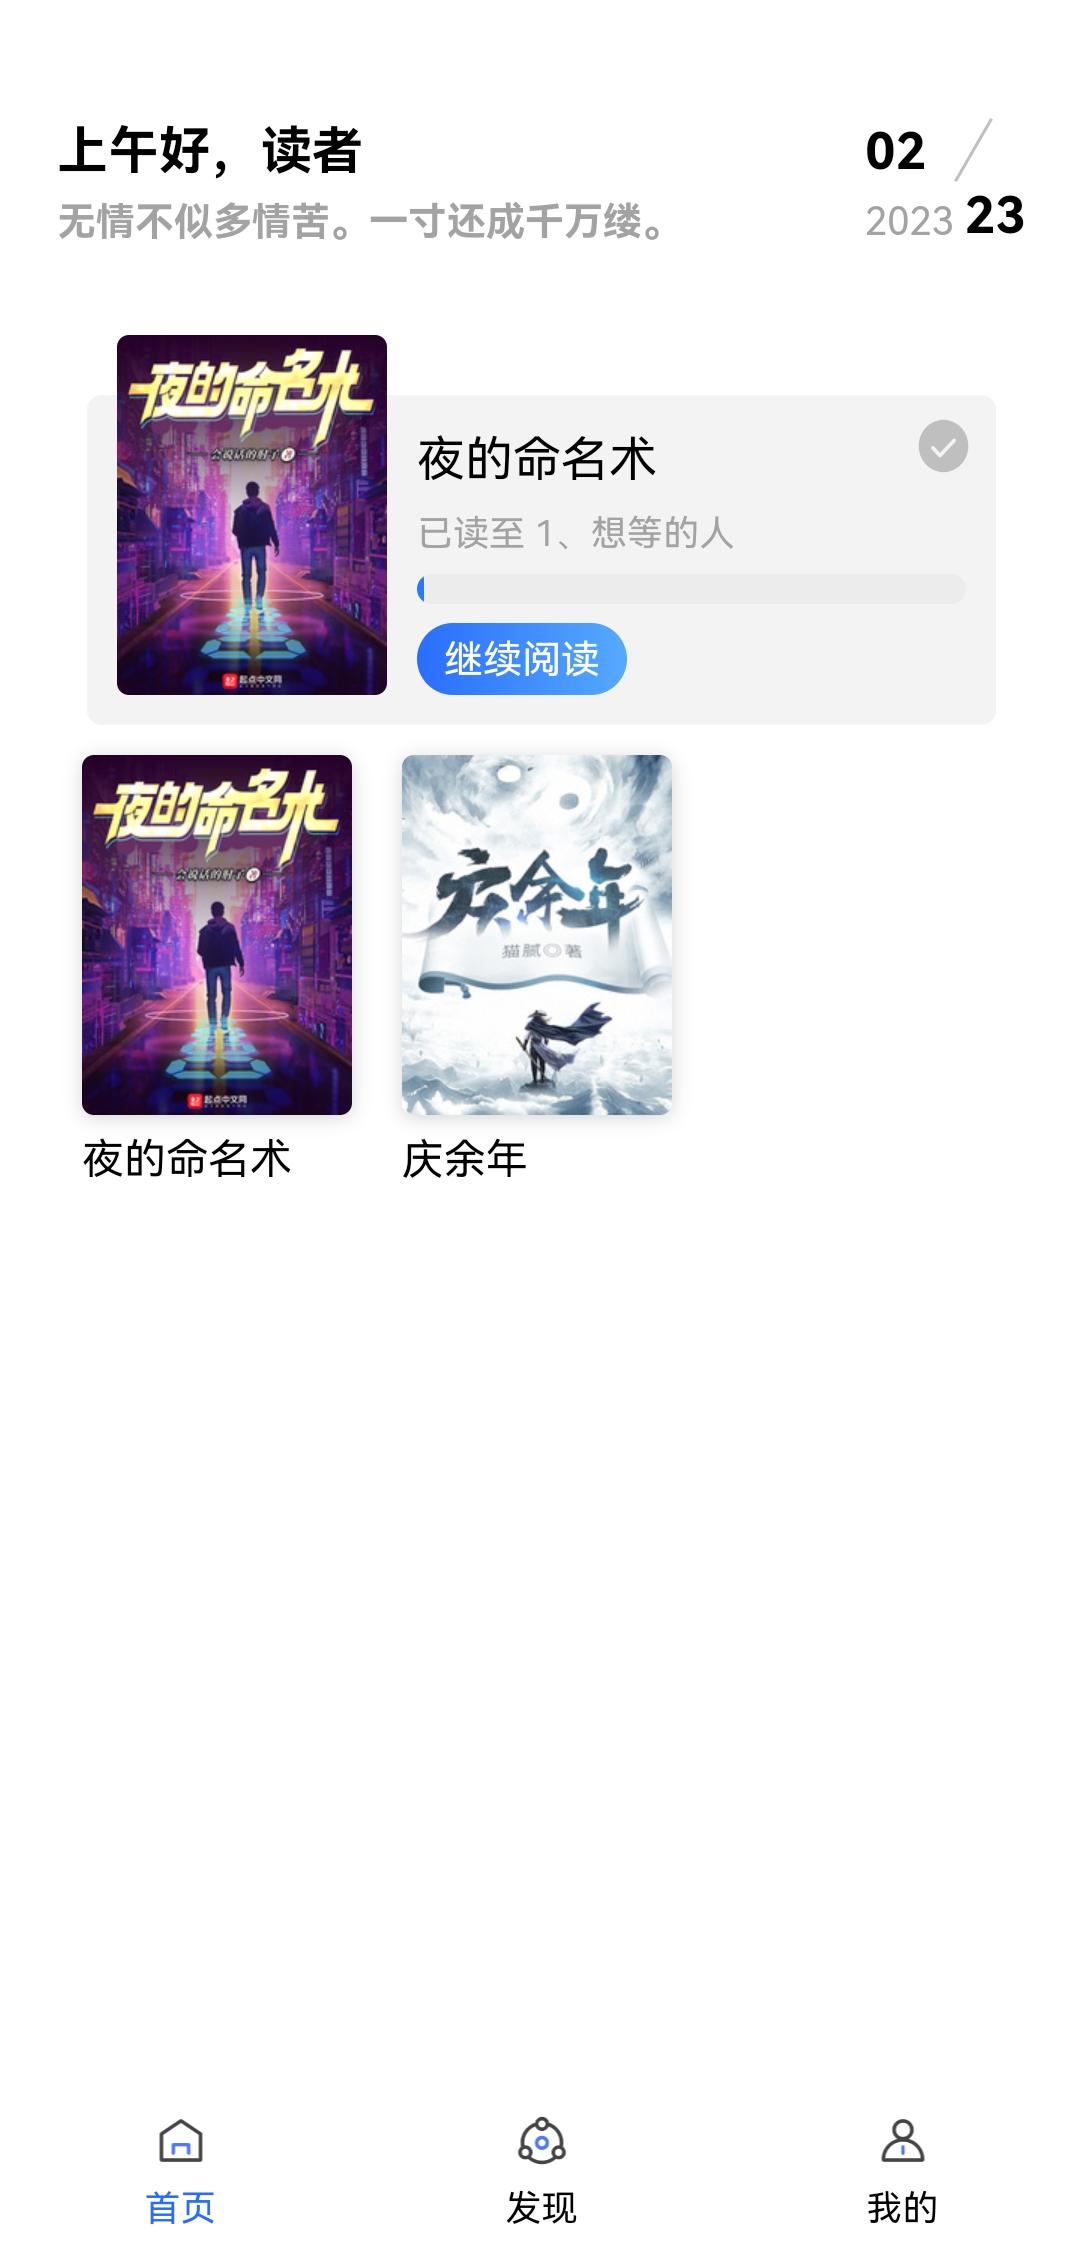 上午好，读者
02
无情不似多情苦。一寸还成千万缕。
2023 23
夜的命名术
会说话的肘子 著
起点中文网
夜的命名术
已读至 1、想等的人
继续阅读
夜的命名术
会说话的肘子 著
起点中文网
庆余年
猫腻◎著
夜的命名术
庆余年
首页
发现
我的